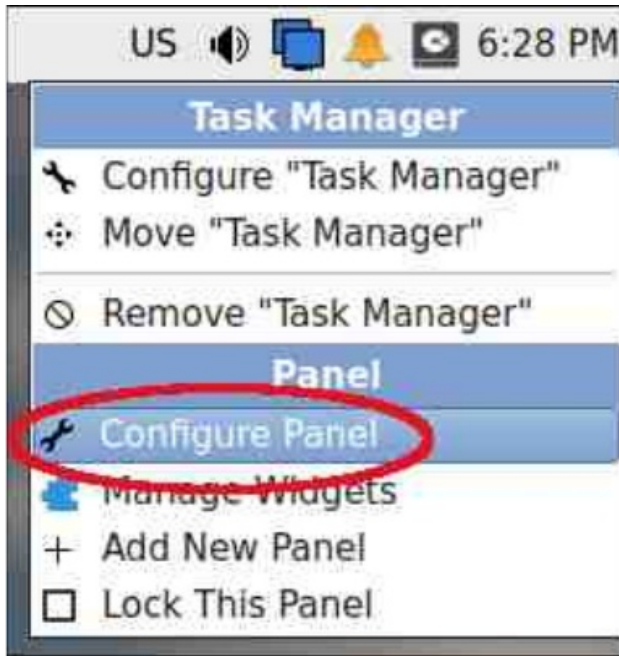 US 6:28 PM
Task Manager
Configure "Task Manager"
Move "Task Manager"
Remove "Task Manager"
Panel
Configure Panel
Manage Widgets
Add New Panel
Lock This Panel